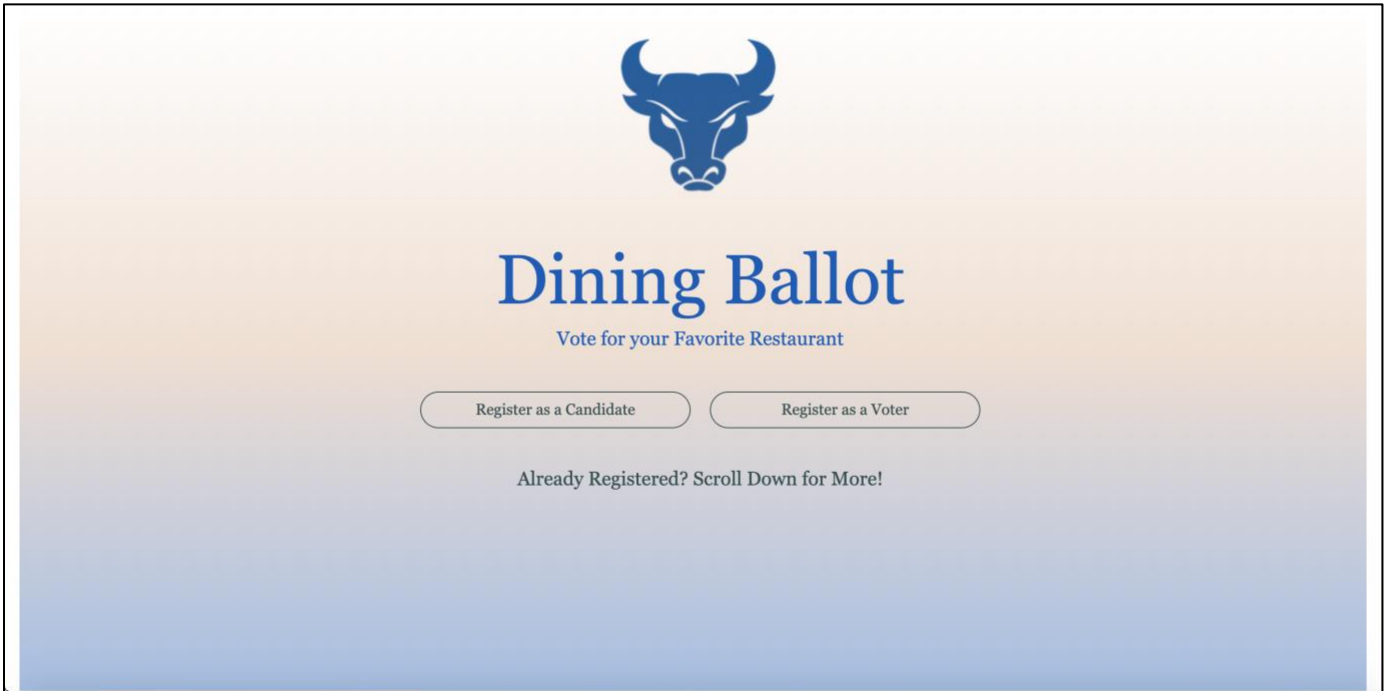 Dining Ballot
Vote for your Favorite Restaurant
Register as a Candidate
Register as a Voter
Already Registered? Scroll Down for More!